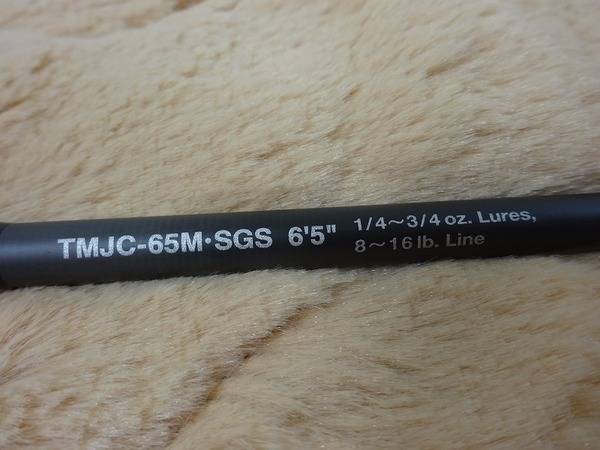 TMJC-65M·SGS 6'5" 1/4~3/4 oz. Lures,
8~16 lb. Line